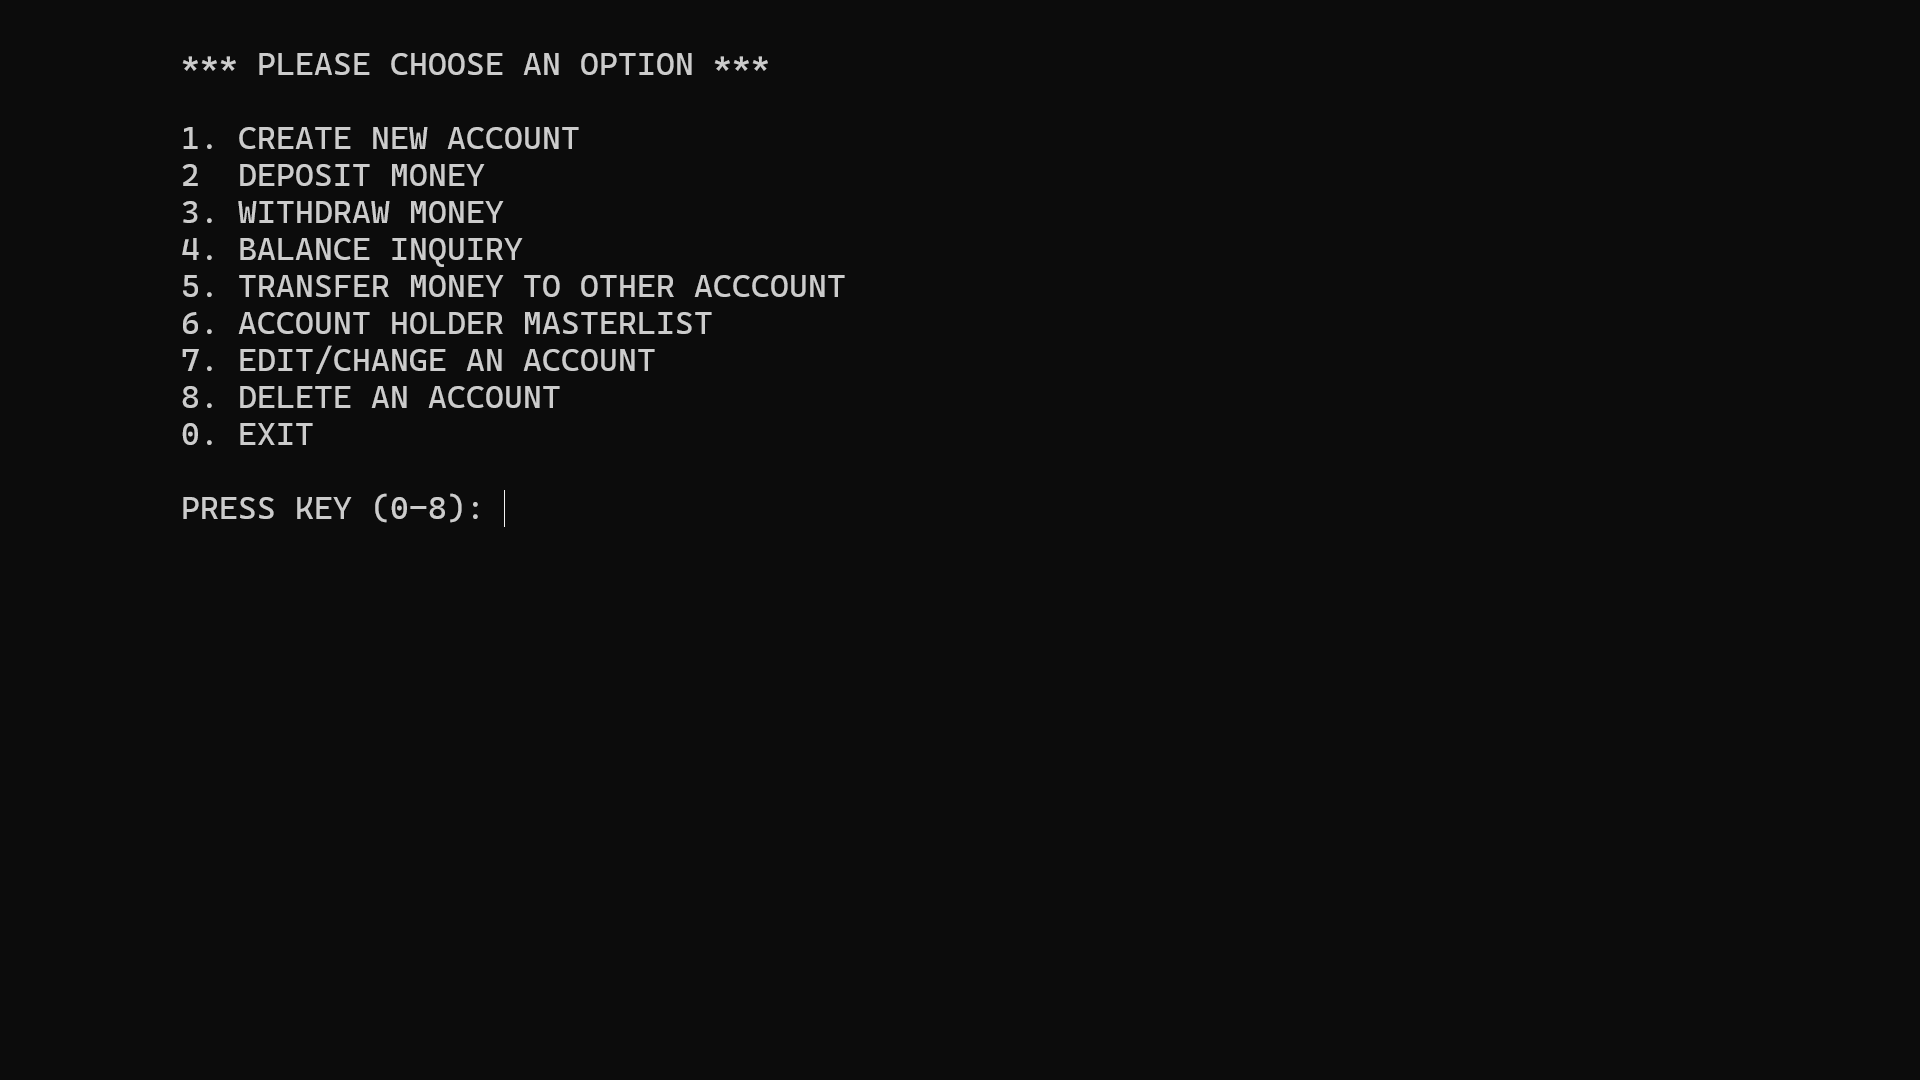 *** PLEASE CHOOSE AN OPTION ***
1. CREATE NEW ACCOUNT
2  DEPOSIT MONEY
3. WITHDRAW MONEY
4. BALANCE INQUIRY
5. TRANSFER MONEY TO OTHER ACCCOUNT
6. ACCOUNT HOLDER MASTERLIST
7. EDIT/CHANGE AN ACCOUNT
8. DELETE AN ACCOUNT
0. EXIT
PRESS KEY (0-8):